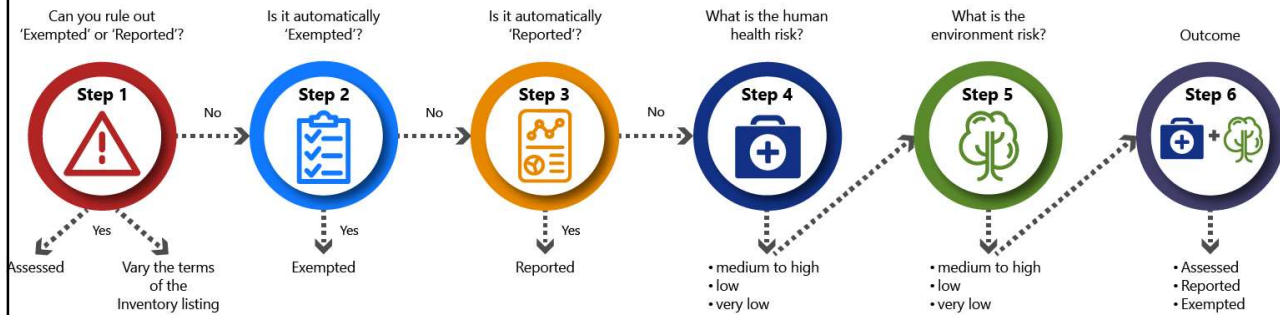 Can you rule out
'Exempted' or 'Reported'?
Step 1
No
Yes
Assessed
Vary the terms
of the
Inventory listing
Is it automatically
'Exempted'?
Step 2
No
Yes
Exempted
Is it automatically
'Reported'?
Step 3
No
Yes
Reported
What is the human
health risk?
Step 4
• medium to high
• low
• very low
What is the
environment risk?
Step 5
• medium to high
• low
• very low
Outcome
Step 6
+
• Assessed
• Reported
• Exempted